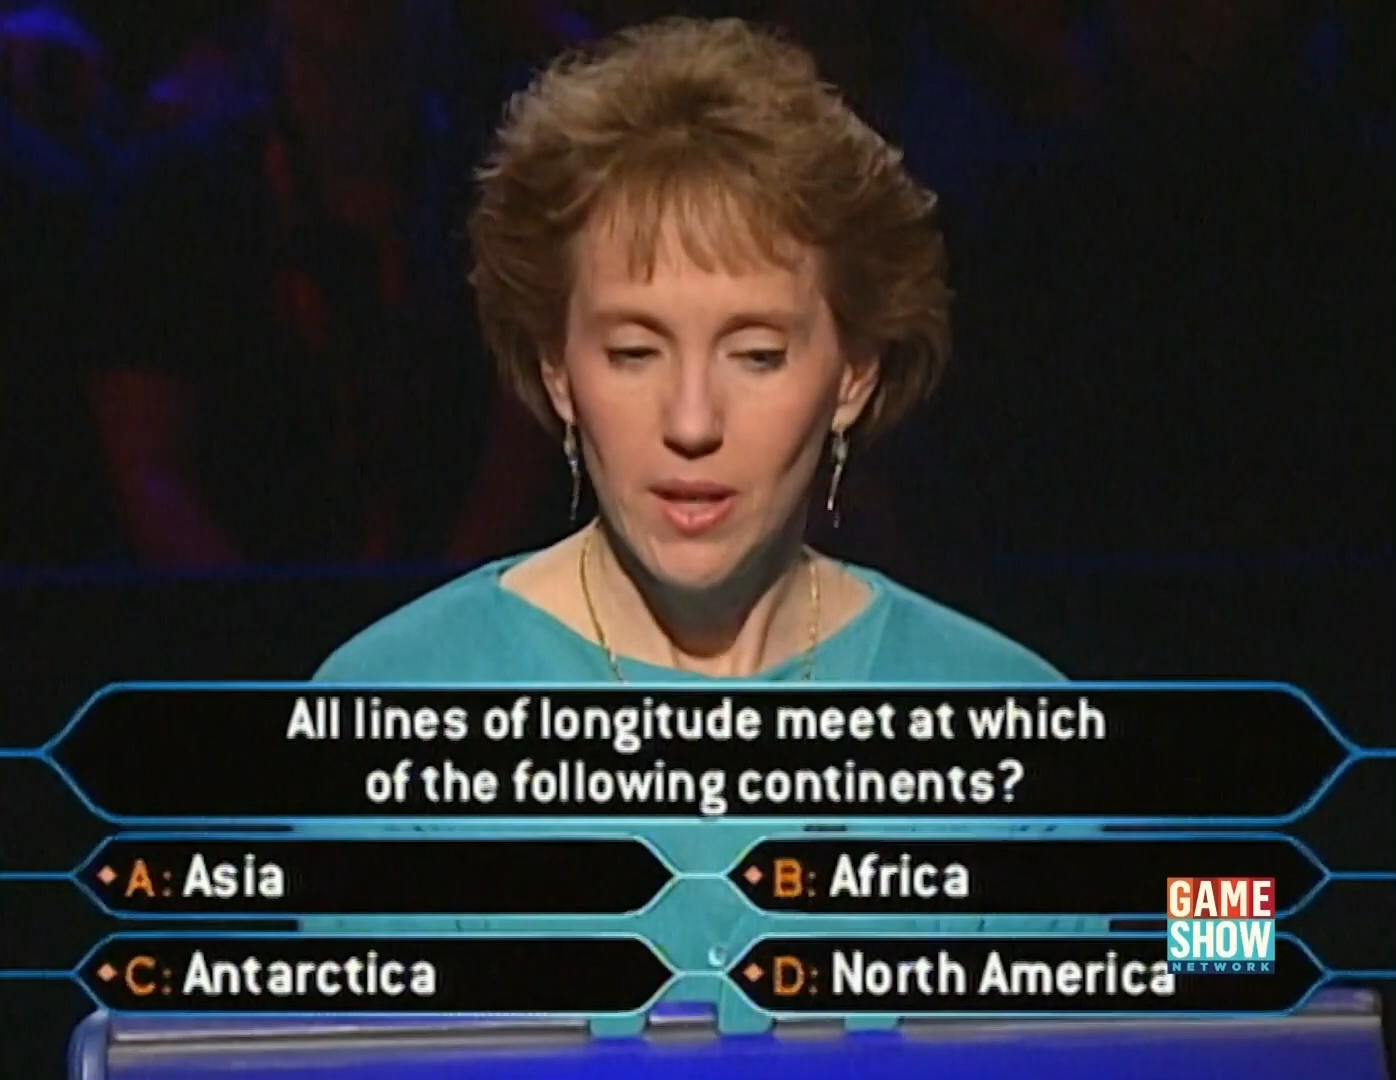 All lines of longitude meet at which
of the following continents?
A: Asia
B: Africa
C: Antarctica
D: North America
GAME
SHOW
NETWORK